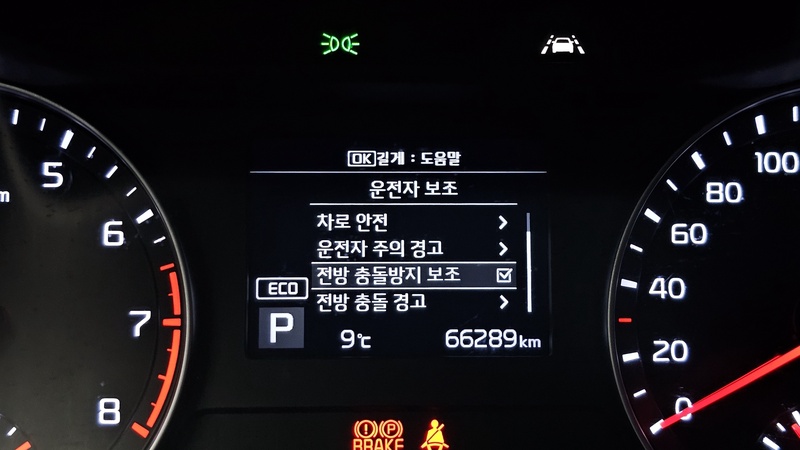 OK길게 : 도움말
운전자 보조
차로 안전
운전자 주의 경고
전방 충돌방지 보조
전방 충돌 경고
ECO
P
9℃
66289km
5
6
7
8
100
80
60
40
20
0
P
BRAKE